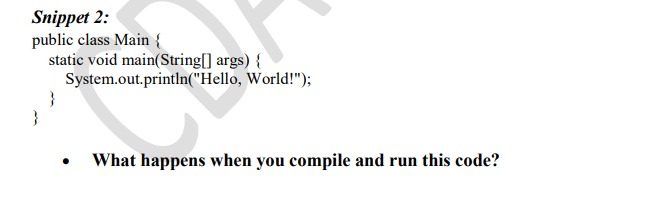 Snippet 2:
public class Main {
static void main(String[] args) {
System.out.println("Hello, World!");
}
}
• What happens when you compile and run this code?